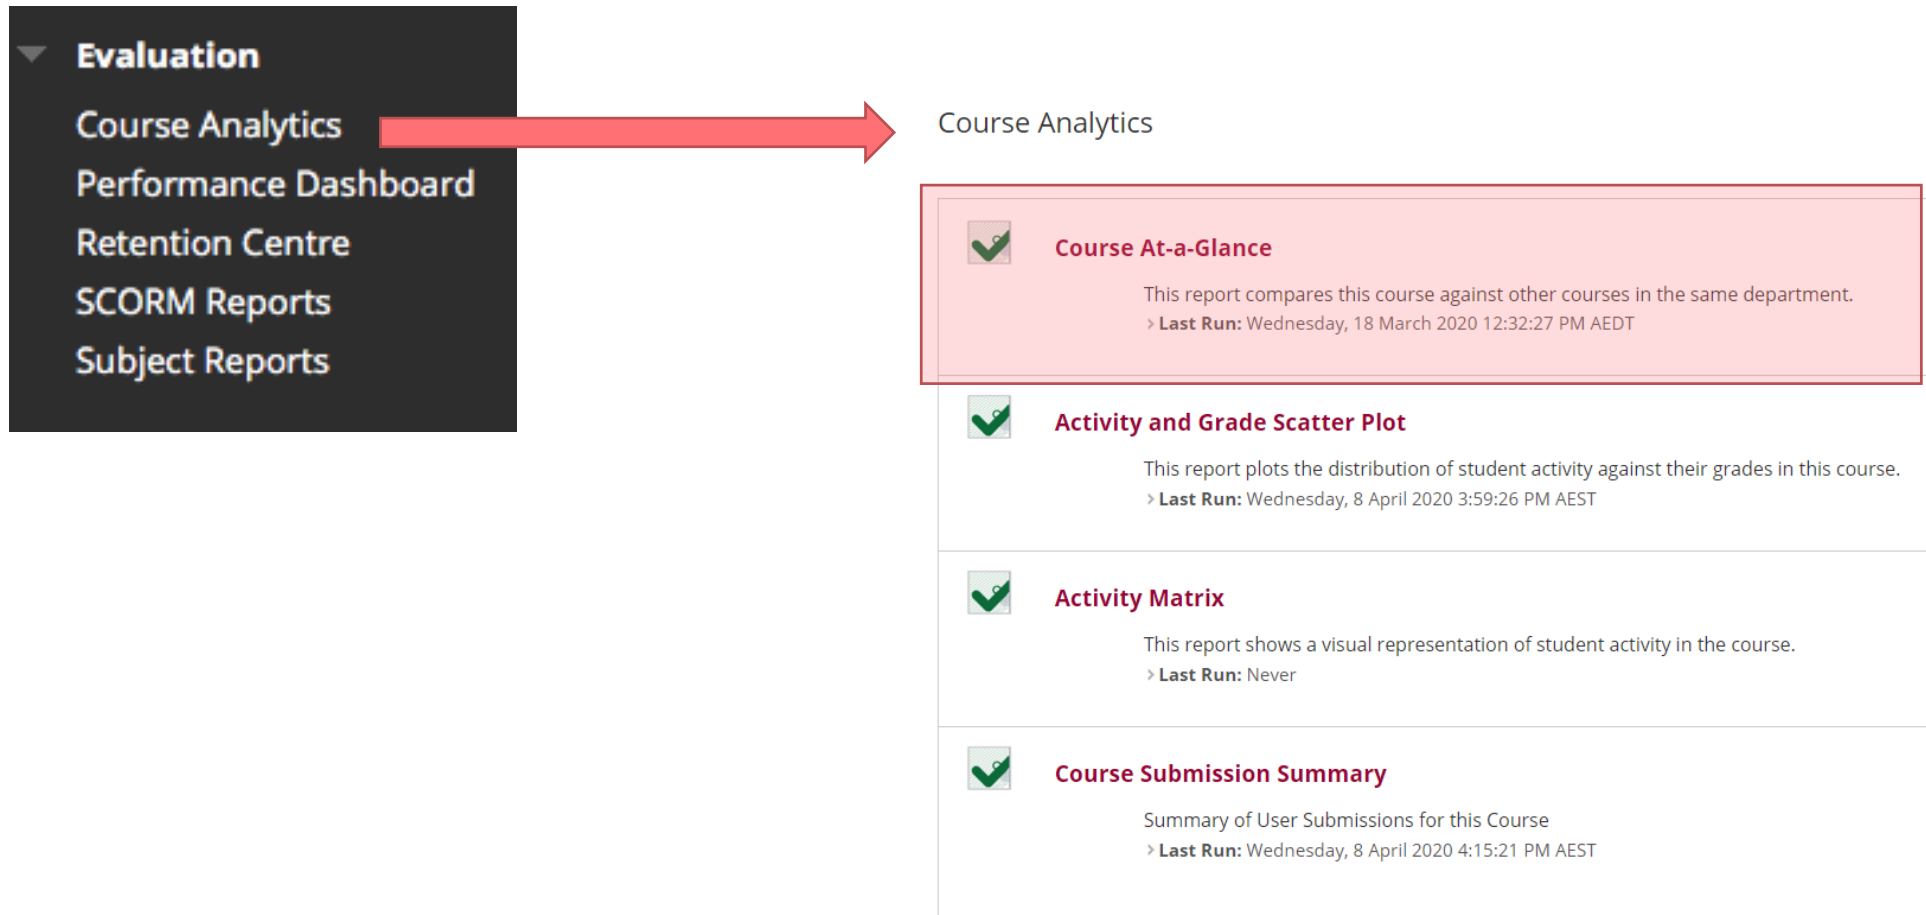 Evaluation
Course Analytics
Performance Dashboard
Retention Centre
SCORM Reports
Subject Reports
Course Analytics
Course At-a-Glance
This report compares this course against other courses in the same department.
Last Run: Wednesday, 18 March 2020 12:32:27 PM AEDT
Activity and Grade Scatter Plot
This report plots the distribution of student activity against their grades in this course.
Last Run: Wednesday, 8 April 2020 3:59:26 PM AEST
Activity Matrix
This report shows a visual representation of student activity in the course.
Last Run: Never
Course Submission Summary
Summary of User Submissions for this Course
Last Run: Wednesday, 8 April 2020 4:15:21 PM AEST